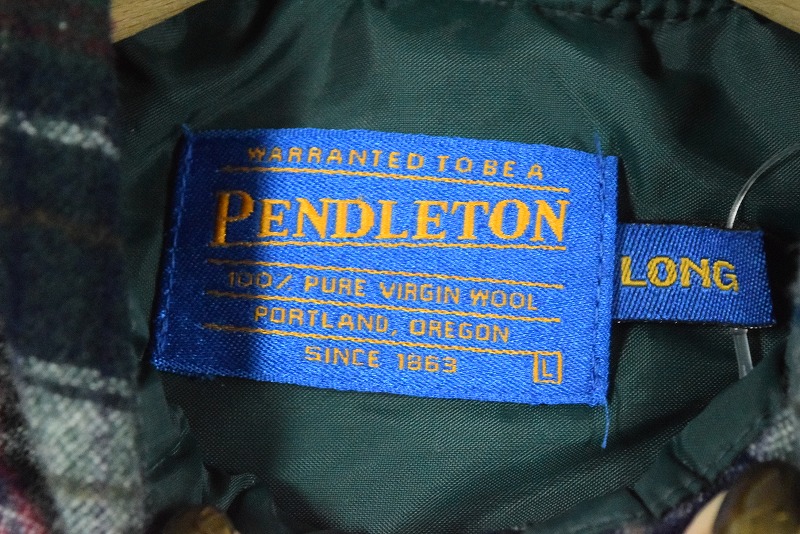 WARRANTED TO BE A
PENDLETON
100% PURE VIRGIN WOOL
PORTLAND, OREGON
SINCE 1863
L
LONG